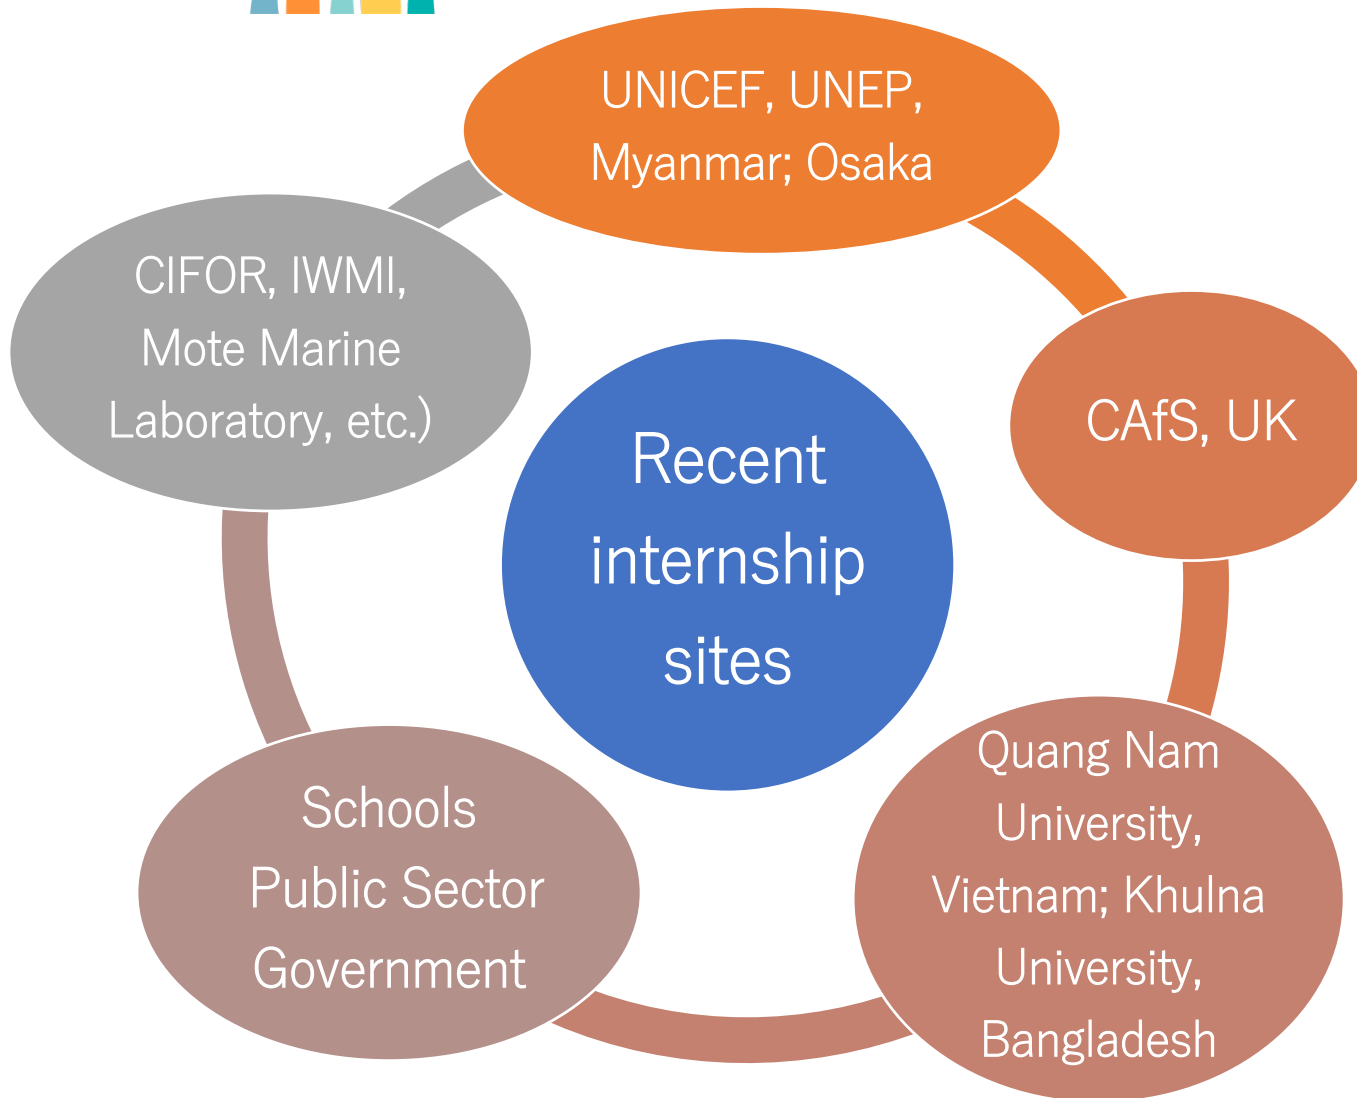 UNICEF, UNEP,
Myanmar; Osaka
CIFOR, IWMI,
Mote Marine
Laboratory, etc.)
CAfS, UK
Recent
internship
sites
Quang Nam
University,
Vietnam; Khulna
University,
Bangladesh
Schools
Public Sector
Government